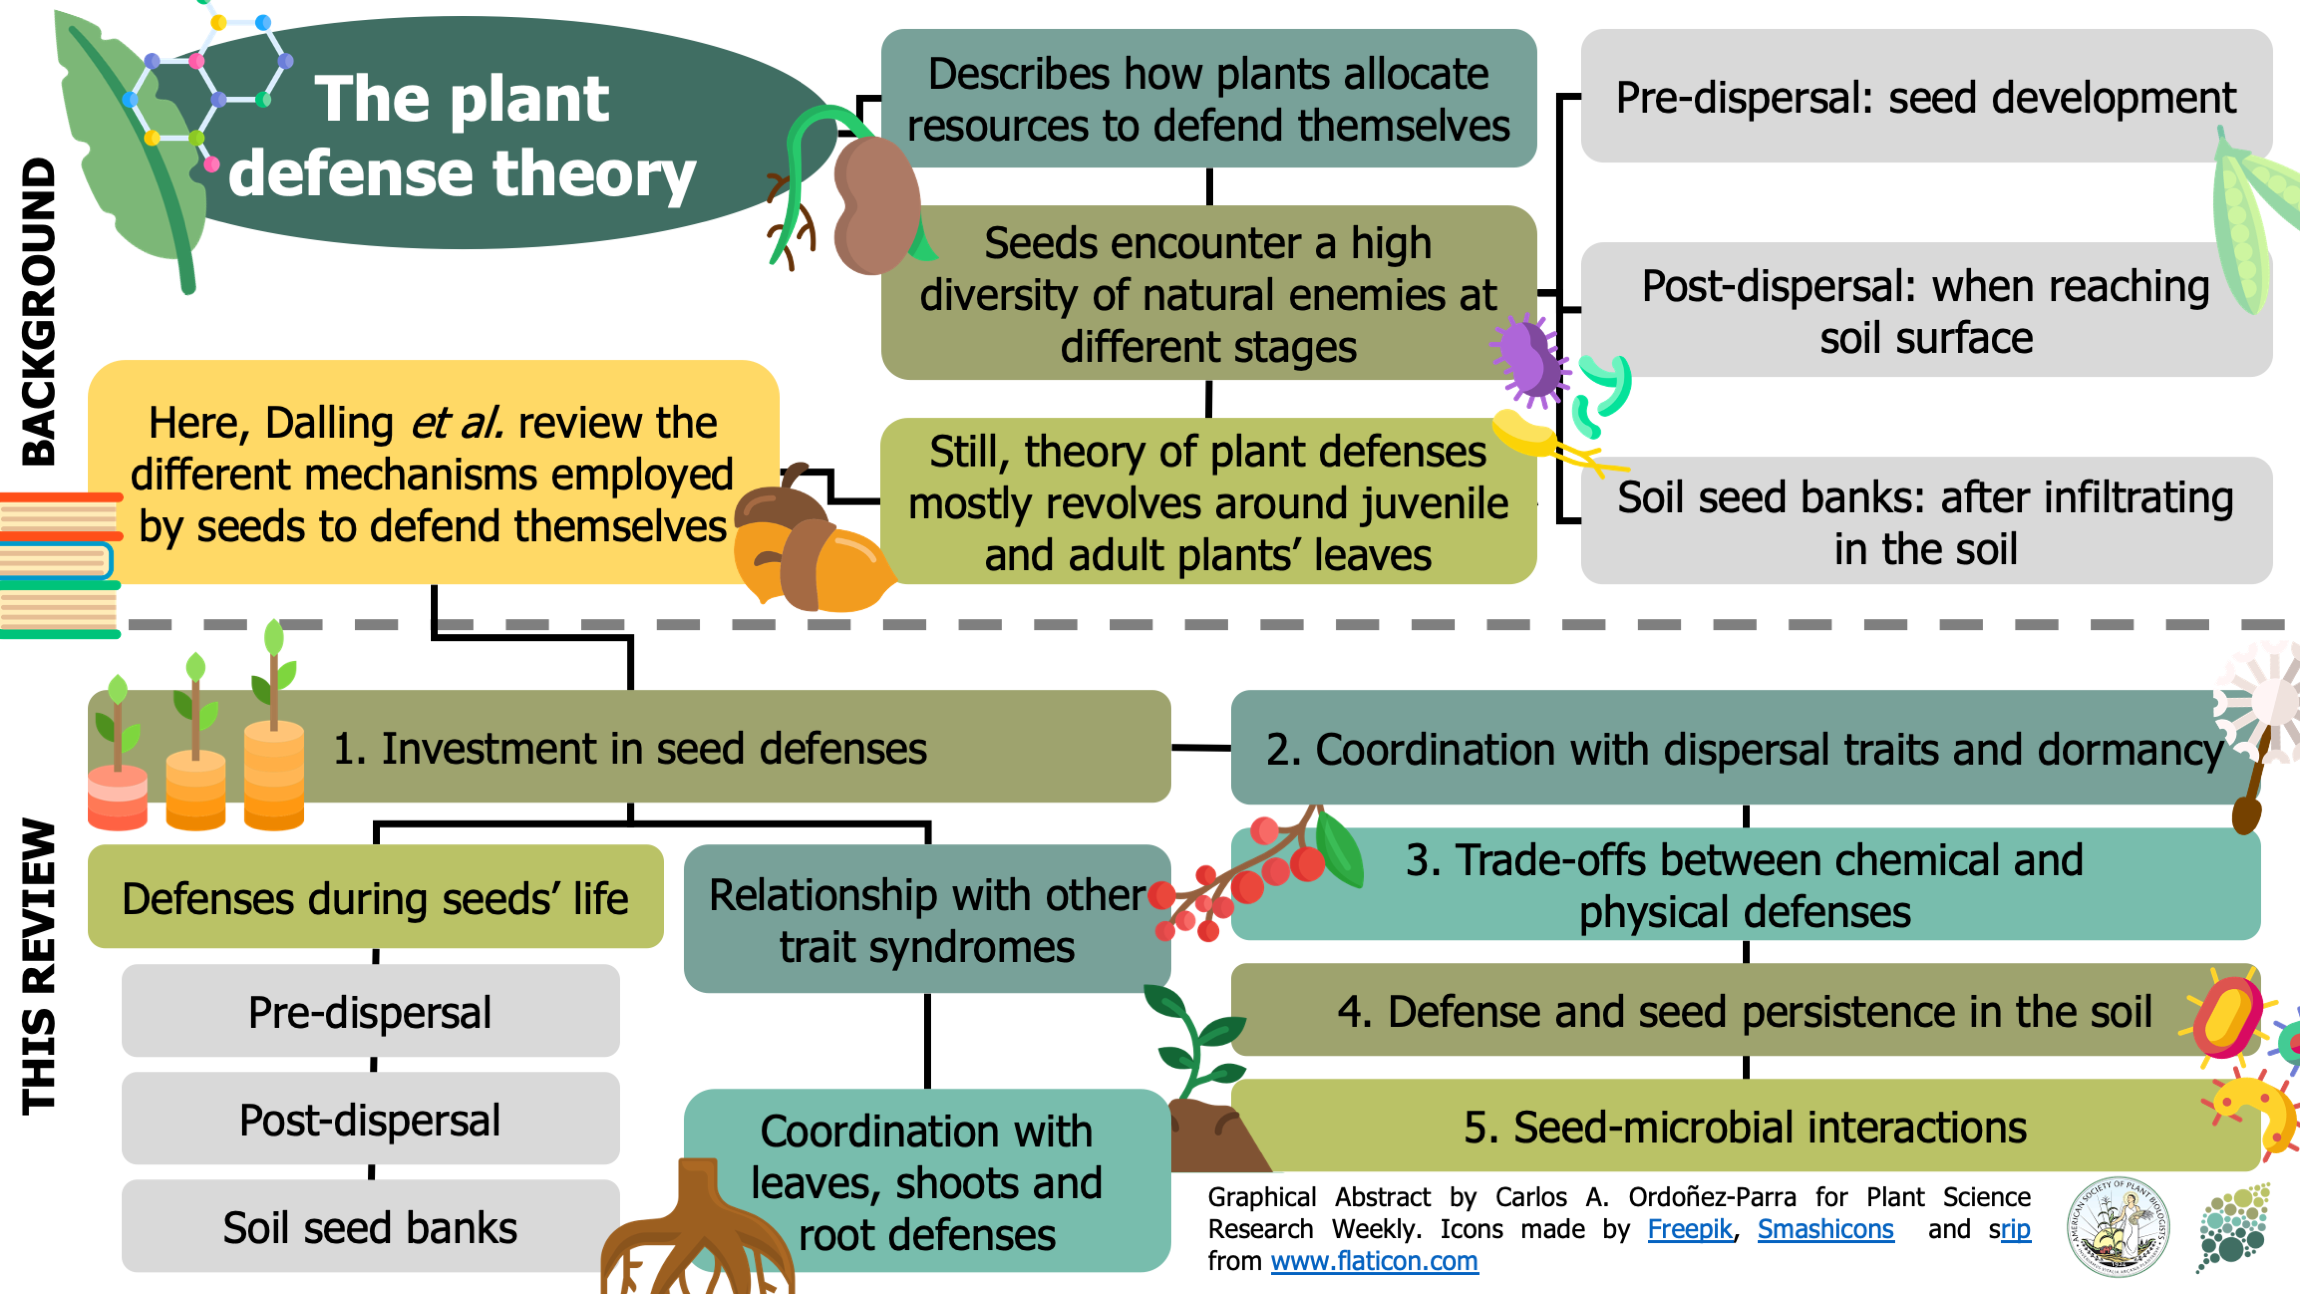 BACKGROUND
The plant
defense theory
Describes how plants allocate
resources to defend themselves
Seeds encounter a high
diversity of natural enemies at
different stages
Pre-dispersal: seed development
Post-dispersal: when reaching
soil surface
Soil seed banks: after infiltrating
in the soil
Still, theory of plant defenses
mostly revolves around juvenile
and adult plants’ leaves
Here, Dalling et al. review the
different mechanisms employed
by seeds to defend themselves
THIS REVIEW
1. Investment in seed defenses
Defenses during seeds’ life
Pre-dispersal
Post-dispersal
Soil seed banks
Relationship with other
trait syndromes
Coordination with
leaves, shoots and
root defenses
2. Coordination with dispersal traits and dormancy
3. Trade-offs between chemical and
physical defenses
4. Defense and seed persistence in the soil
5. Seed-microbial interactions
Graphical Abstract by Carlos A. Ordoñez-Parra for Plant Science
Research Weekly. Icons made by Freepik, Smashicons and srip
from www.flaticon.com
AMERICAN SOCIETY OF PLANT BIOLOGISTS